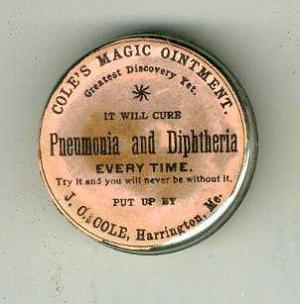 COLE'S MAGIC OINTMENT.
Greatest Discovery Yet.
IT WILL CURE
Pneumonia and Diphtheria
EVERY TIME.
Try it and you will never be without it.
PUT UP BY
J. C. COLE, Harrington, Me.